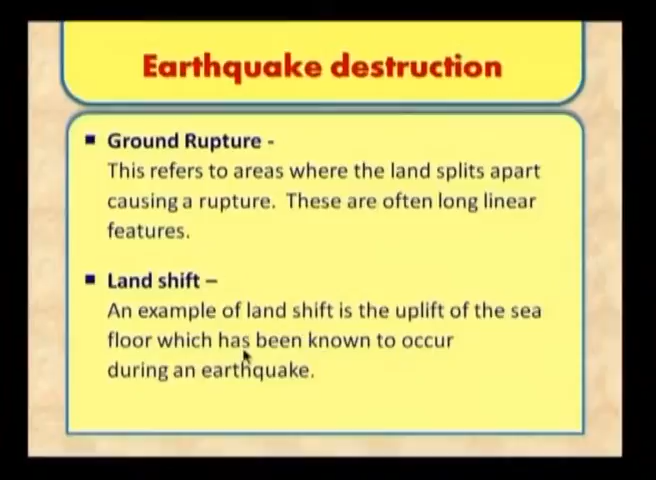 Earthquake destruction
Ground Rupture -
This refers to areas where the land splits apart
causing a rupture. These are often long linear
features.
Land shift –
An example of land shift is the uplift of the sea
floor which has been known to occur
during an earthquake.